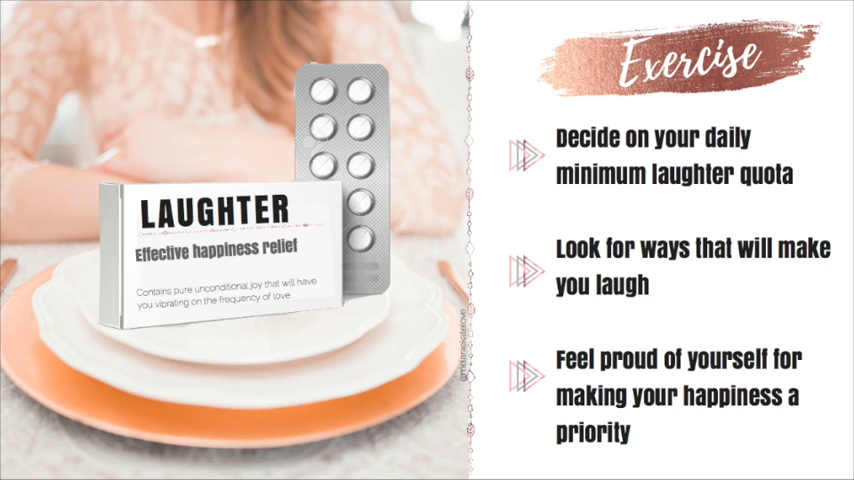 LAUGHTER
Effective happiness relief
Contains pure unconditional joy that will have
you vibrating on the frequency of love
Exercise
Decide on your daily
minimum laughter quota
Look for ways that will make
you laugh
Feel proud of yourself for
making your happiness a
priority